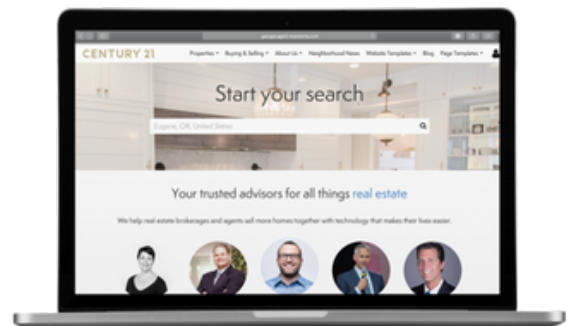 CENTURY 21
Properties Buying & Selling About Us Neighborhood News Website Templates Blog Page Templates
Start your search
Eugene, OR, United States
Your trusted advisors for all things real estate
We help real estate brokerages and agents sell more homes together with technology that makes their lives easier.